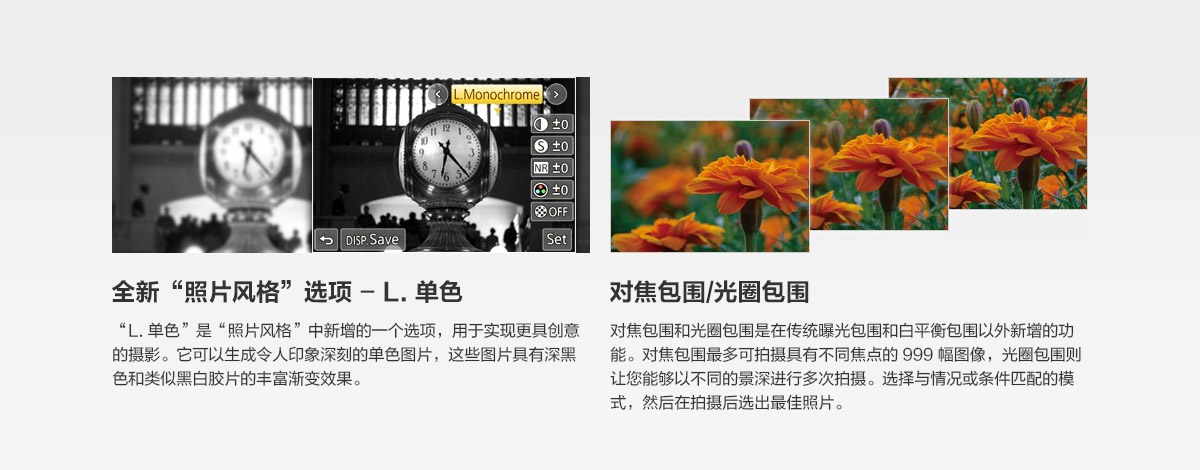 L.Monochrome
±0
S ±0
NR ±0
±0
OFF
DISP. Save
Set
全新“照片风格”选项 – L. 单色
“L. 单色”是“照片风格”中新增的一个选项，用于实现更具创意
的摄影。它可以生成令人印象深刻的单色图片，这些图片具有深黑
色和类似黑白胶片的丰富渐变效果。
对焦包围/光圈包围
对焦包围和光圈包围是在传统曝光包围和白平衡包围以外新增的功
能。对焦包围最多可拍摄具有不同焦点的 999 幅图像，光圈包围则
让您能够以不同的景深进行多次拍摄。选择与情况或条件匹配的模
式，然后在拍摄后选出最佳照片。